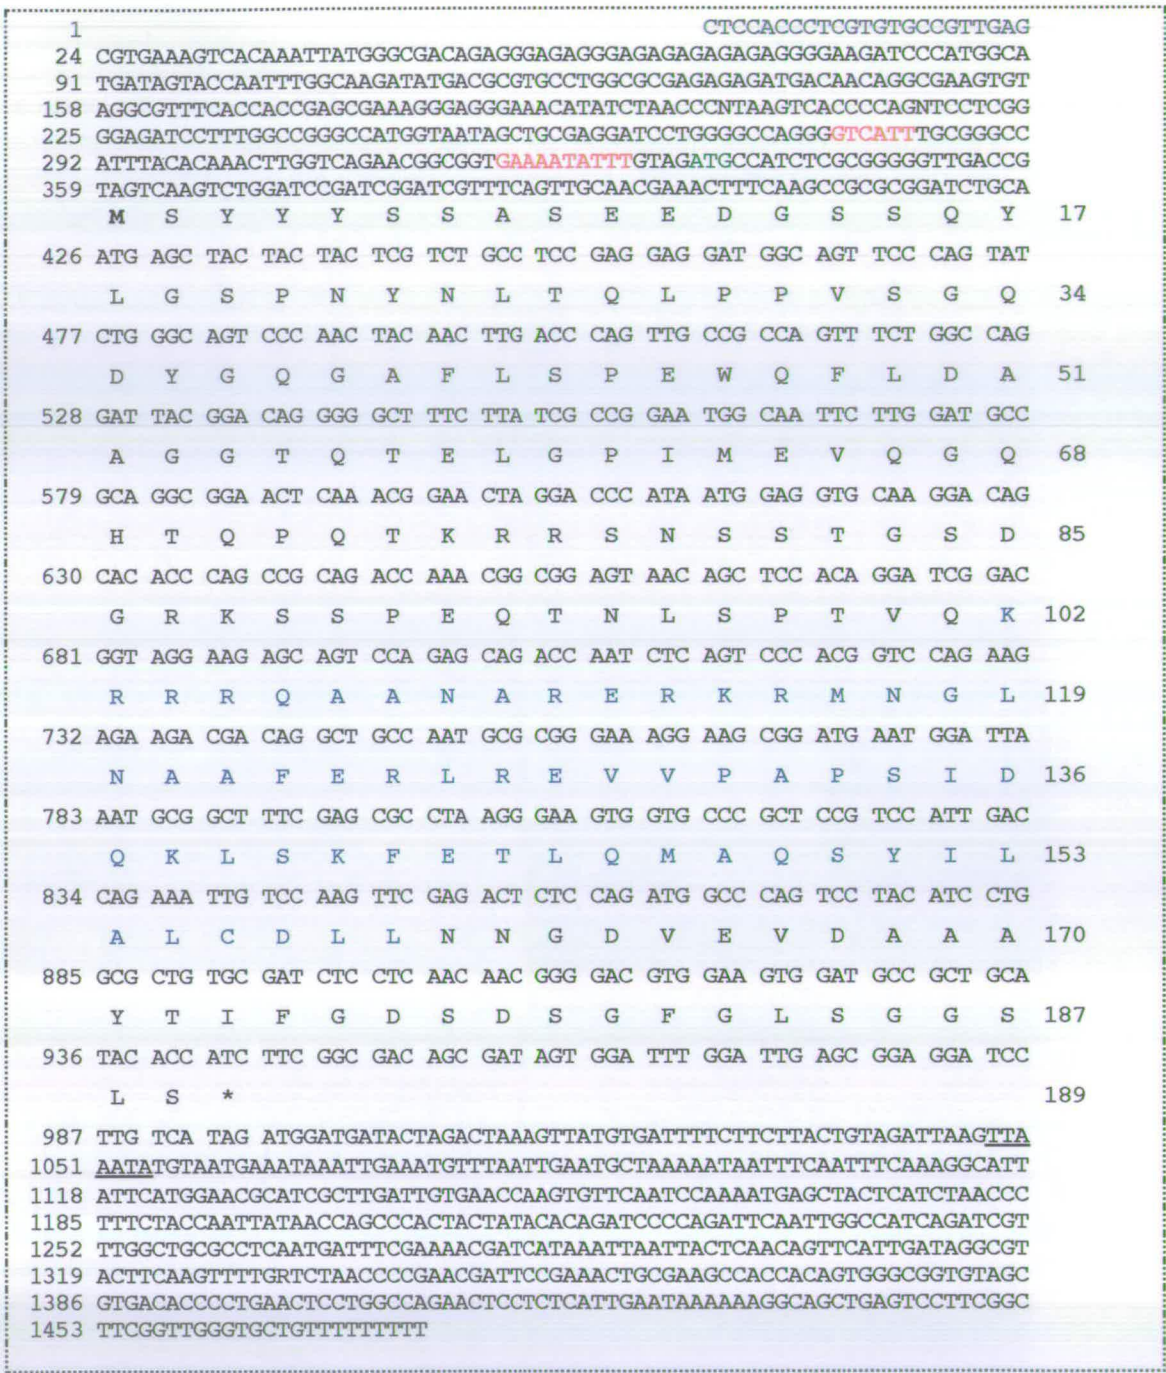 1 CTCCACCCTCGTGTGCCGTTGAG
24 CGTGAAAGTCACAAATTATGGGCGACAGAGGGAGAGGGAGAGAGAGAGAGGGGAAGATCCCATGGCA
91 TGATAGTACCAATTTGGCAAGATATGACGCGTGCCTGGCGCGAGAGAGAGATGACAACAGGCGAAGTGT
158 AGGCGTTTCACCACCGAGCGAAAGGGAGGGAAACATATCTAACCCNTAAGTCACCCCAGNTCCTCGG
225 GGAGATCCTTTGGCCGGGCCATGGTAATAGCTGCGAGGATCCTGGGGCCAGGGGTCATTTGCGGGCC
292 ATTTACACAAACTTGGTCAGAACGGCGGTGAAAATATTTGTAGATGCCATCTCGCGGGGGTTGACCG
359 TAGTCAAGTCTGGATCCGATCGGATCGTTTCAGTTGCAACGAAACTTTCAAGCCGCGCGGATCTGCA
M S Y Y Y S S A S E E D G S S Q Y 17
426 ATG AGC TAC TAC TAC TCG TCT GCC TCC GAG GAG GAT GGC AGT TCC CAG TAT
L G S P N Y N L T Q L P P V S G Q 34
477 CTG GGC AGT CCC AAC TAC AAC TTG ACC CAG TTG CCG CCA GTT TCT GGC CAG
D Y G Q G A F L S P E W Q F L D A 51
528 GAT TAC GGA CAG GGG GCT TTC TTA TCG CCG GAA TGG CAA TTC TTG GAT GCC
A G G T Q T E L G P I M E V Q G Q 68
579 GCA GGC GGA ACT CAA ACG GAA CTA GGA CCC ATA ATG GAG GTG CAA GGA CAG
H T Q P Q T K R R S N S S T G S D 85
630 CAC ACC CAG CCG CAG ACC AAA CGG CGG AGT AAC AGC TCC ACA GGA TCG GAC
G R K S S P E Q T N L S P T V Q K 102
681 GGT AGG AAG AGC AGT CCA GAG CAG ACC AAT CTC AGT CCC ACG GTC CAG AAG
R R R Q A A N A R E R K R M N G L 119
732 AGA AGA CGA CAG GCT GCC AAT GCG CGG GAA AGG AAG CGG ATG AAT GGA TTA
N A A F E R L R E V V P A P S I D 136
783 AAT GCG GCT TTC GAG CGC CTA AGG GAA GTG GTG CCC GCT CCG TCC ATT GAC
Q K L S K F E T L Q M A Q S Y I L 153
834 CAG AAA TTG TCC AAG TTC GAG ACT CTC CAG ATG GCC CAG TCC TAC ATC CTG
A L C D L L N N G D V E V D A A A 170
885 GCG CTG TGC GAT CTC CTC AAC AAC GGG GAC GTG GAA GTG GAT GCC GCT GCA
Y T I F G D S D S G F G L S G G S 187
936 TAC ACC ATC TTC GGC GAC AGC GAT AGT GGA TTT GGA TTG AGC GGA GGA TCC
L S * 189
987 TTG TCA TAG ATGGATGATACTAGACTAAAGTTATGTGATTTTCTTCTTACTGTAGATTAAGTTA
1051 AATATGTAATGAAATAAATTGAAATGTTTAATTGAATGCTAAAAATAATTTCAATTTCAAAGGCATT
1118 ATTCATGGAACGCATCGCTTGATTGTGAACCAAGTGTTCAATCCAAAATGAGCTACTCATCTAACCC
1185 TTTCTACCAATTATAACCAGCCCACTACTATACACAGATCCCCAGATTCAATTGGCCATCAGATCGT
1252 TTGGCTGCGCCTCAATGATTTCGAAAACGATCATAAATTAATTACTCAACAGTTCATTGATAGGCGT
1319 ACTTCAAGTTTTGRTCTAACCCCGAACGATTCCGAAACTGCGAAGCCACCACAGTGGGCGGTGTAGC
1386 GTGACACCCCTGAACTCCTGGCCAGAACTCCTCTCATTGAATAAAAAAGGCAGCTGAGTCCTTCGGC
1453 TTCGGTTGGGTGCTGTTTTTTTTT